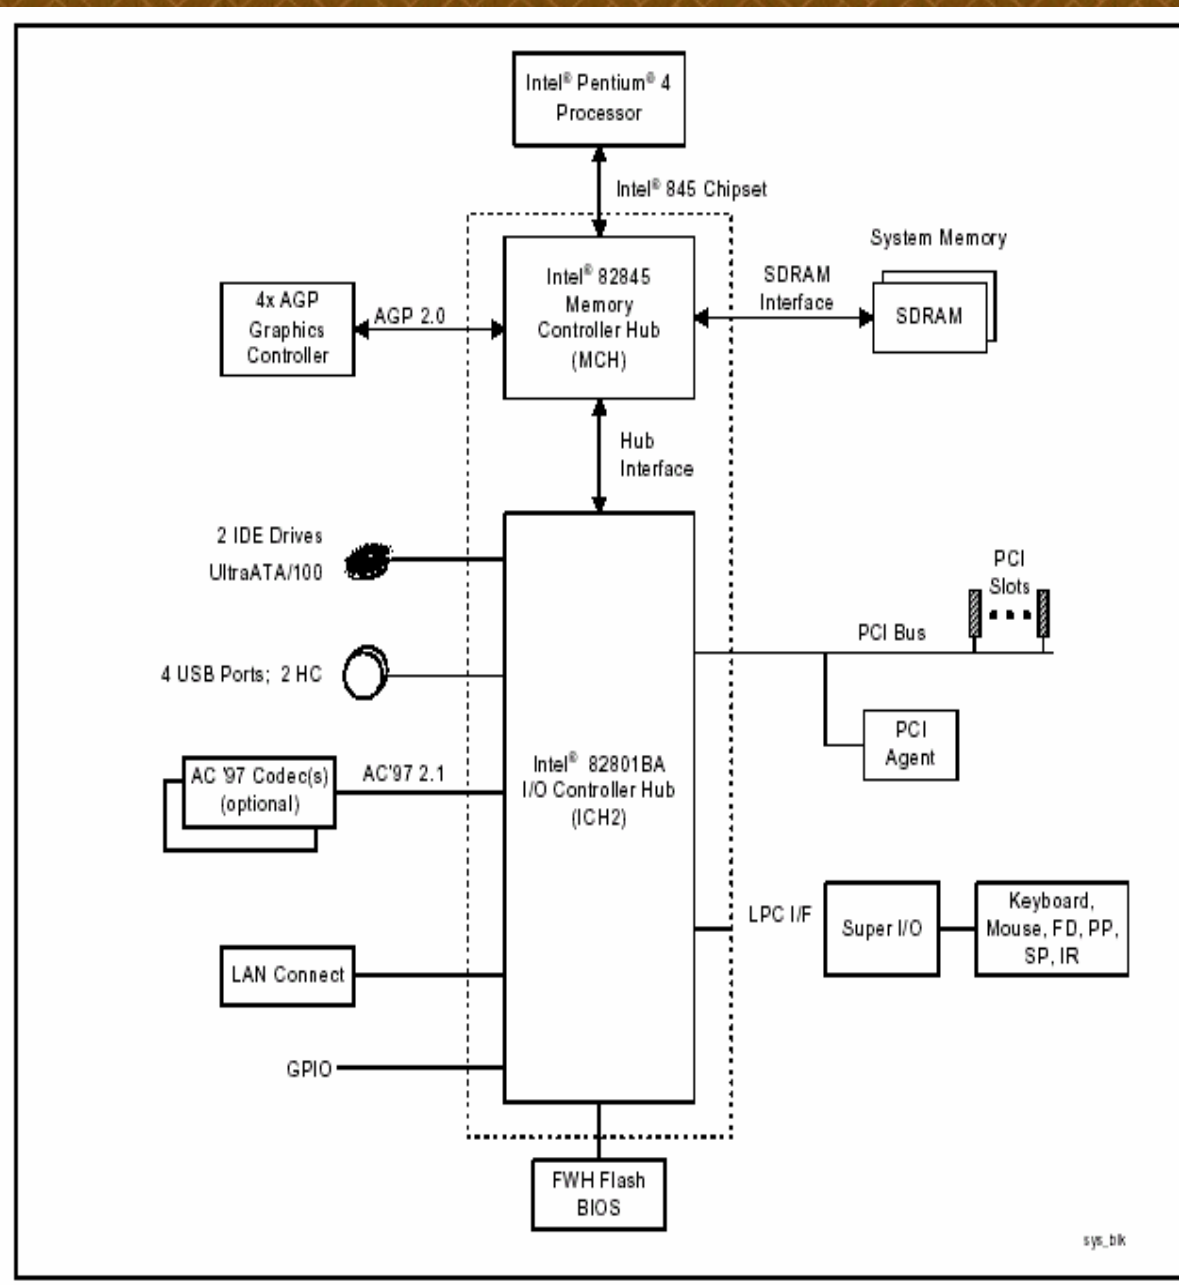 Intel® Pentium® 4
Processor
Intel® 845 Chipset
System Memory
Intel® 82845
Memory
Controller Hub
(MCH)
SDRAM
Interface
SDRAM
4x AGP
Graphics
Controller
AGP 2.0
Hub
Interface
2 IDE Drives
UltraATA/100
PCI
Slots
PCI Bus
4 USB Ports; 2 HC
PCI
Agent
AC '97 Codec(s)
(optional)
AC'97 2.1
Intel® 82801BA
I/O Controller Hub
(ICH2)
LPC I/F
Super I/O
Keyboard,
Mouse, FD, PP,
SP, IR
LAN Connect
GPIO
FWH Flash
BIOS
sys_blk